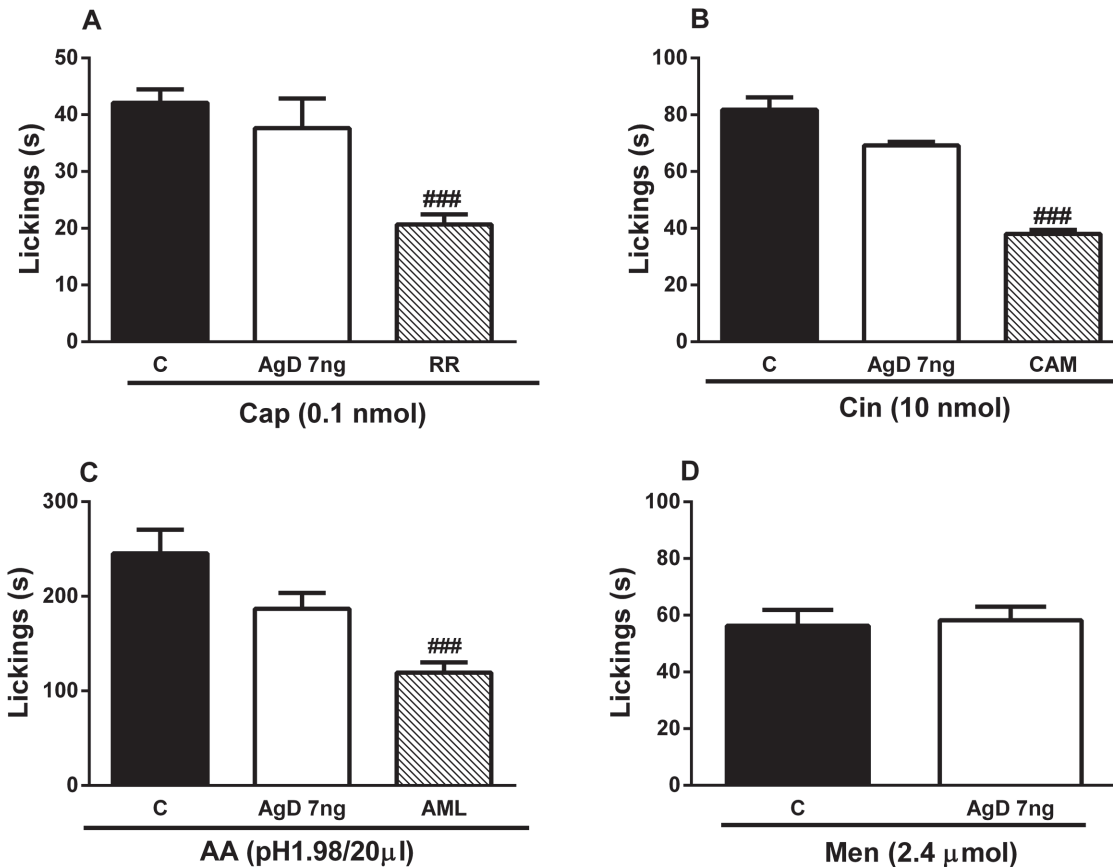 A
Lickings (s)
50
40
30
20
10
0
###
C AgD 7ng RR
Cap (0.1 nmol)
B
Lickings (s)
100
80
60
40
20
0
###
C AgD 7ng CAM
Cin (10 nmol)
C
Lickings (s)
300
200
100
0
###
C AgD 7ng AML
AA (pH1.98/20μl)
D
Lickings (s)
100
80
60
40
20
0
C AgD 7ng
Men (2.4 μmol)